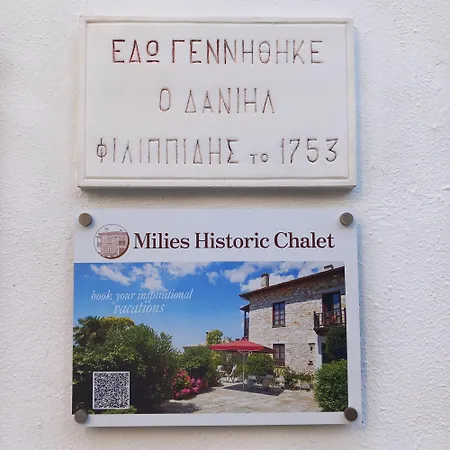 ΕΔΩ ΓΕΝΝΗΘΗΚΕ
Ο ΔΑΝΙΗΛ
ΦΙΛΙΠΠΙΔΗΣ το 1753
Milies Historic Chalet
book your inspirational
vacations